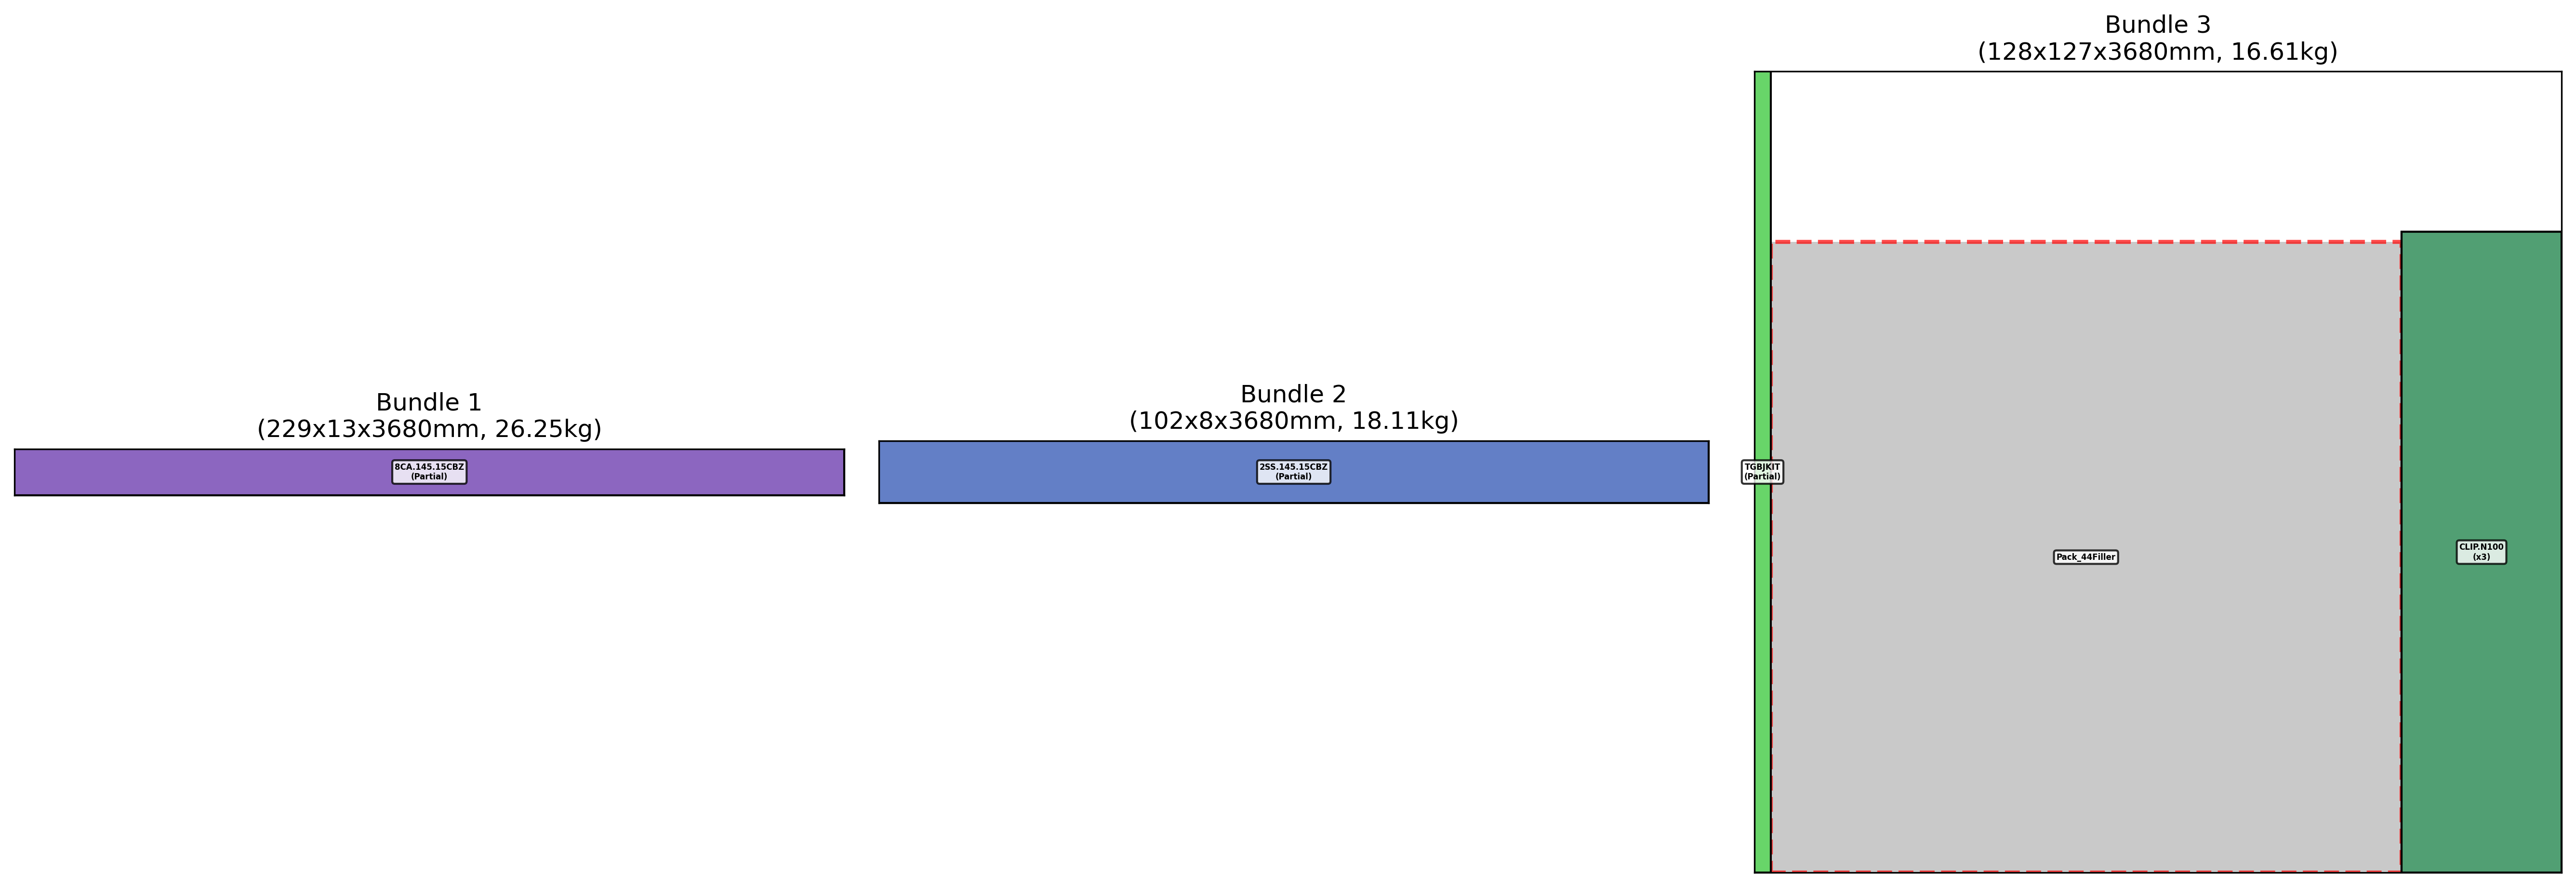 Bundle 1
(229x13x3680mm, 26.25kg)
8CA.145.15CBZ
(Partial)
Bundle 2
(102x8x3680mm, 18.11kg)
2SS.145.15CBZ
(Partial)
Bundle 3
(128x127x3680mm, 16.61kg)
TGBJKIT
(Partial)
Pack_44Filler
CLIP.N100
(x3)